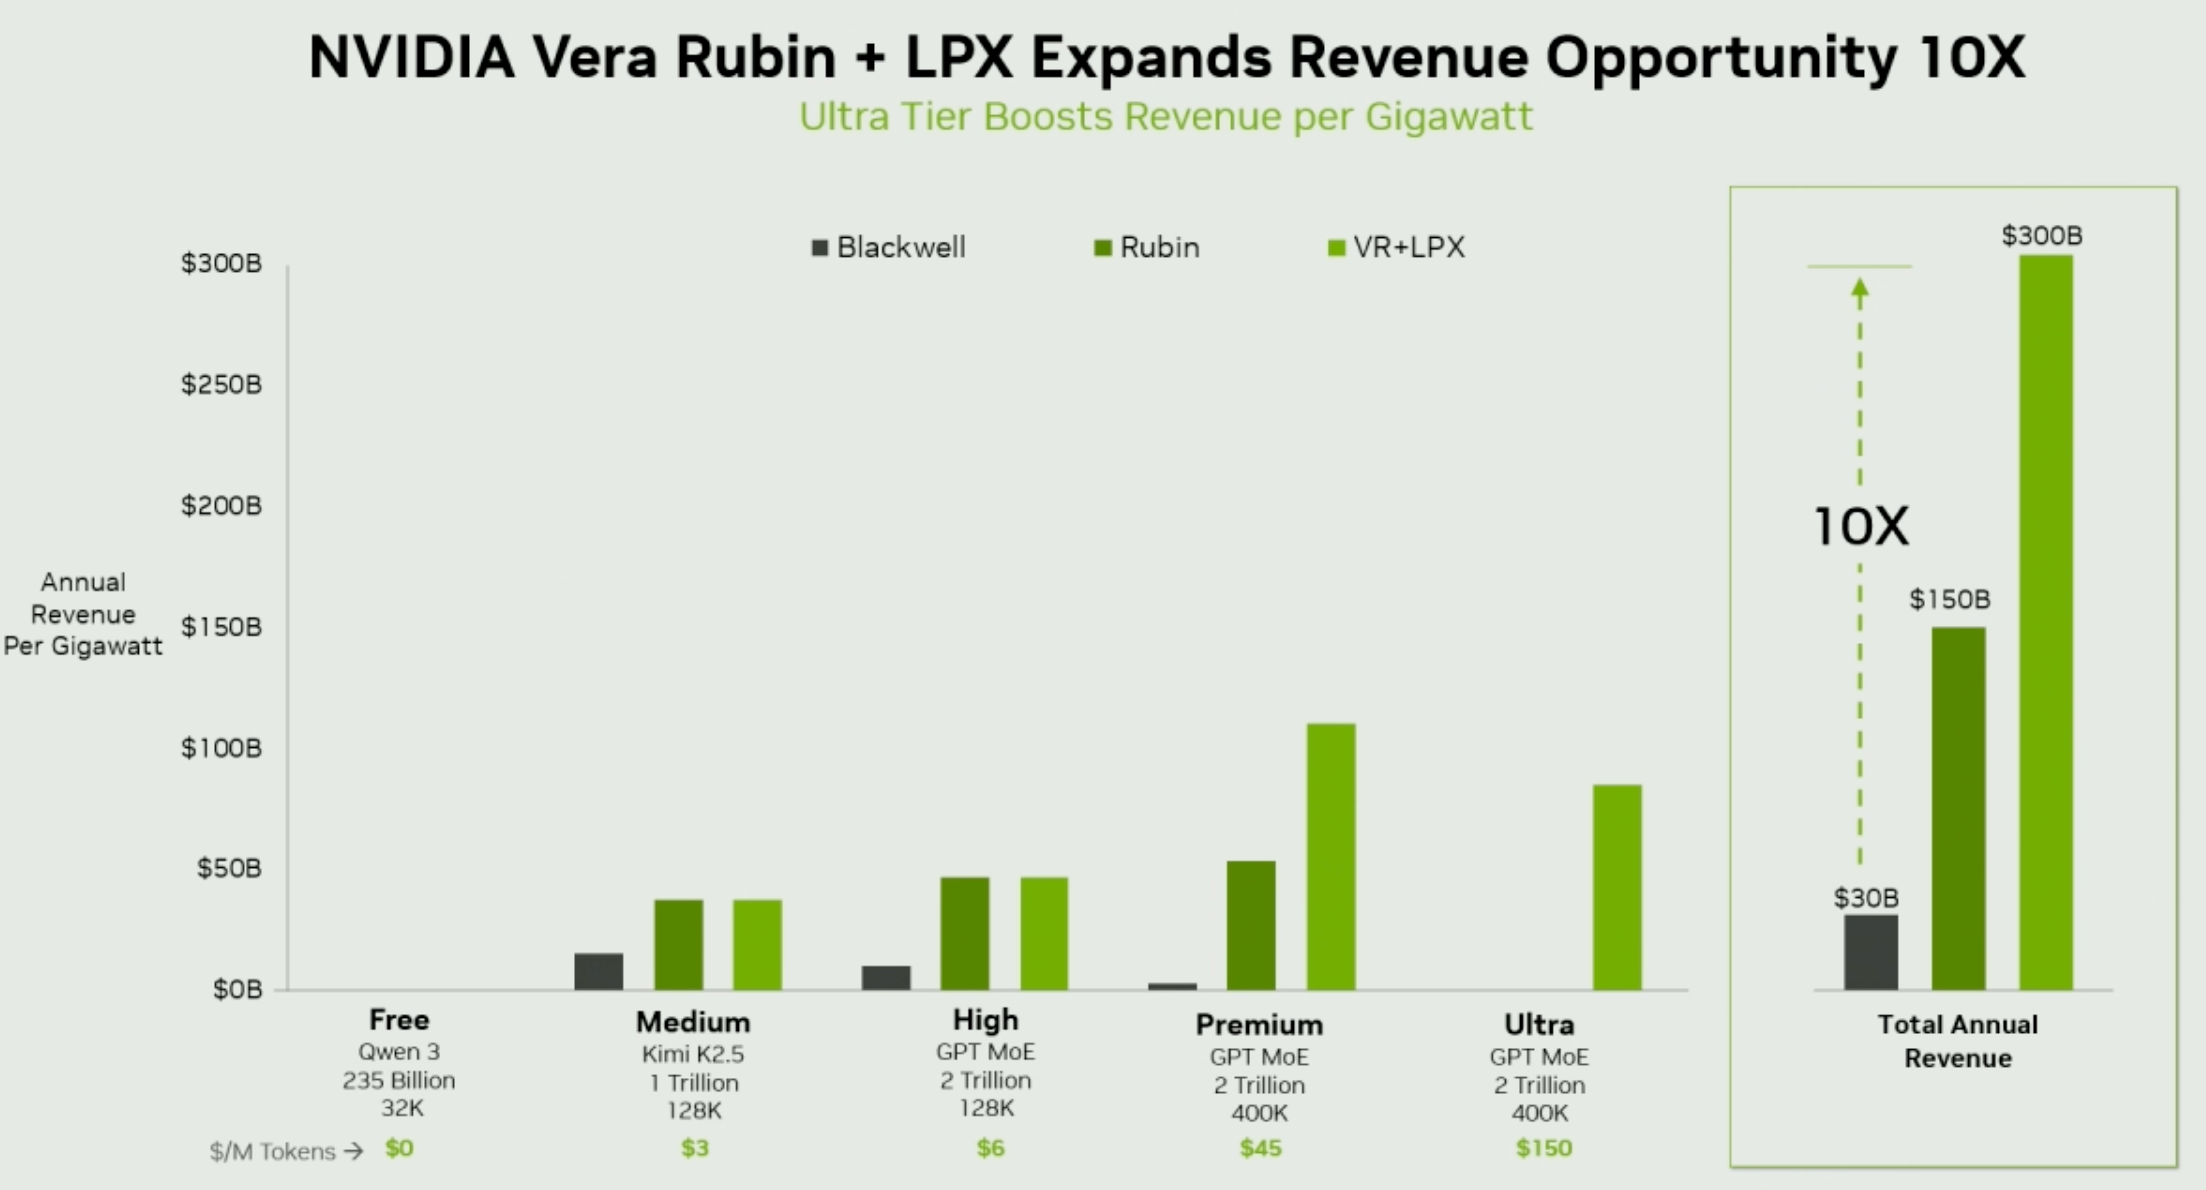 NVIDIA Vera Rubin + LPX Expands Revenue Opportunity 10X
Ultra Tier Boosts Revenue per Gigawatt
Blackwell
Rubin
VR+LPX
Annual
Revenue
Per Gigawatt
$300B
$250B
$200B
$150B
$100B
$50B
$0B
Free
Qwen 3
235 Billion
32K
Medium
Kimi K2.5
1 Trillion
128K
High
GPT MoE
2 Trillion
128K
Premium
GPT MoE
2 Trillion
400K
Ultra
GPT MoE
2 Trillion
400K
$/M Tokens → $0 $3 $6 $45 $150
10X
$30B
$150B
$300B
Total Annual
Revenue